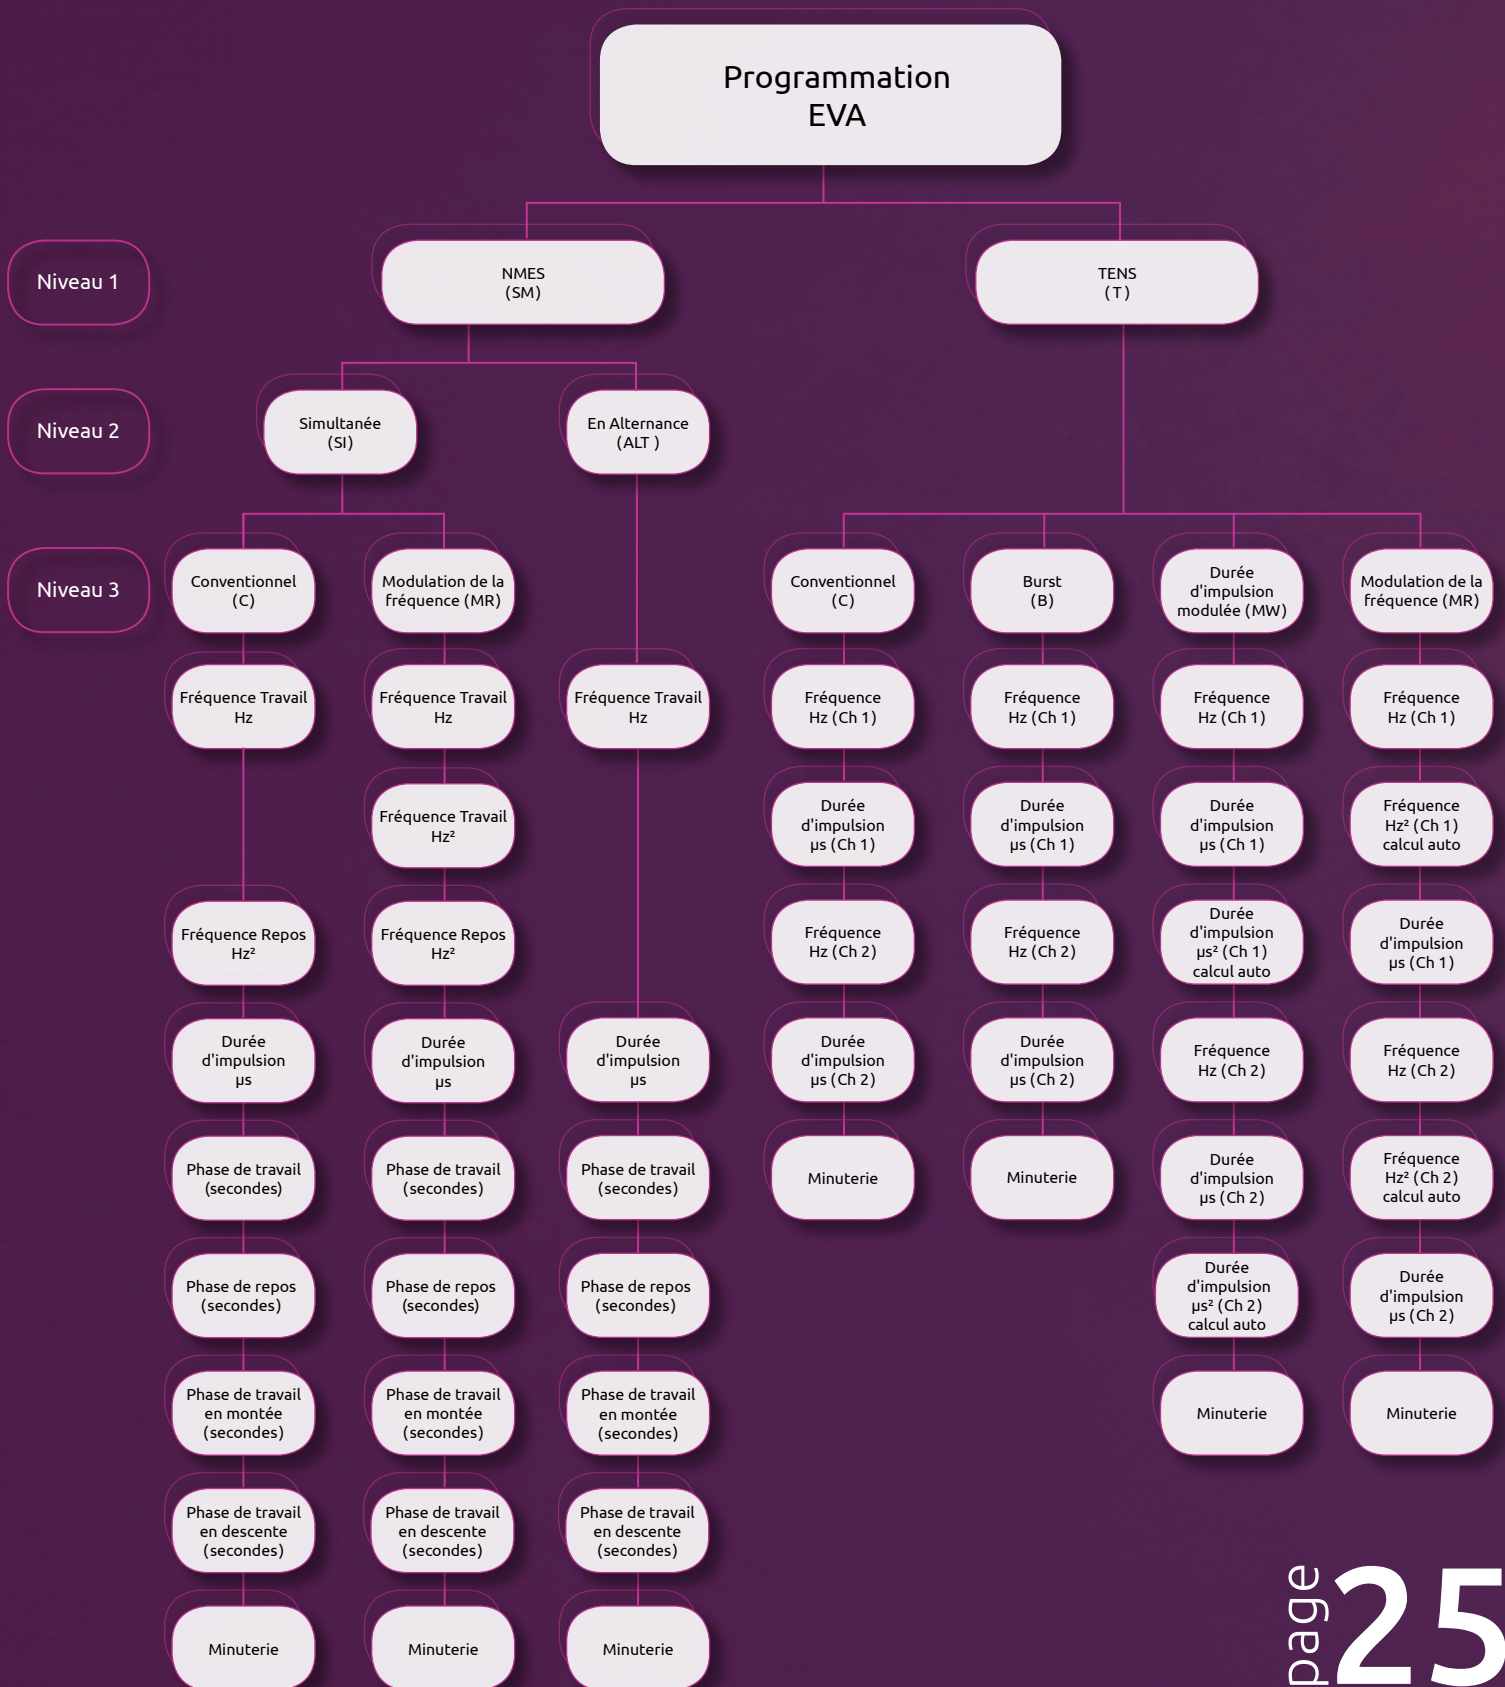 Programmation
EVA
Niveau 1
NMES
(SM)
TENS
(T)
Niveau 2
Simultanée
(SI)
En Alternance
(ALT )
Niveau 3
Conventionnel
(C)
Modulation de la
fréquence (MR)
Conventionnel
(C)
Burst
(B)
Durée
d'impulsion
modulée (MW)
Modulation de la
fréquence (MR)
Fréquence Travail
Hz
Fréquence Travail
Hz
Fréquence Travail
Hz
Fréquence
Hz (Ch 1)
Fréquence
Hz (Ch 1)
Fréquence
Hz (Ch 1)
Fréquence
Hz (Ch 1)
Fréquence Travail
Hz²
Durée
d'impulsion
µs (Ch 1)
Durée
d'impulsion
µs (Ch 1)
Durée
d'impulsion
µs (Ch 1)
Fréquence
Hz² (Ch 1)
calcul auto
Fréquence Repos
Hz²
Fréquence Repos
Hz²
Fréquence
Hz (Ch 2)
Fréquence
Hz (Ch 2)
Durée
d'impulsion
µs² (Ch 1)
calcul auto
Durée
d'impulsion
µs (Ch 1)
Durée
d'impulsion
µs
Durée
d'impulsion
µs
Durée
d'impulsion
µs
Durée
d'impulsion
µs (Ch 2)
Durée
d'impulsion
µs (Ch 2)
Fréquence
Hz (Ch 2)
Fréquence
Hz (Ch 2)
Phase de travail
(secondes)
Phase de travail
(secondes)
Phase de travail
(secondes)
Minuterie
Minuterie
Durée
d'impulsion
µs (Ch 2)
Fréquence
Hz² (Ch 2)
calcul auto
Phase de repos
(secondes)
Phase de repos
(secondes)
Phase de repos
(secondes)
Durée
d'impulsion
µs² (Ch 2)
calcul auto
Durée
d'impulsion
µs (Ch 2)
Phase de travail
en montée
(secondes)
Phase de travail
en montée
(secondes)
Phase de travail
en montée
(secondes)
Minuterie
Minuterie
Phase de travail
en descente
(secondes)
Phase de travail
en descente
(secondes)
Phase de travail
en descente
(secondes)
Minuterie
Minuterie
Minuterie
page 25